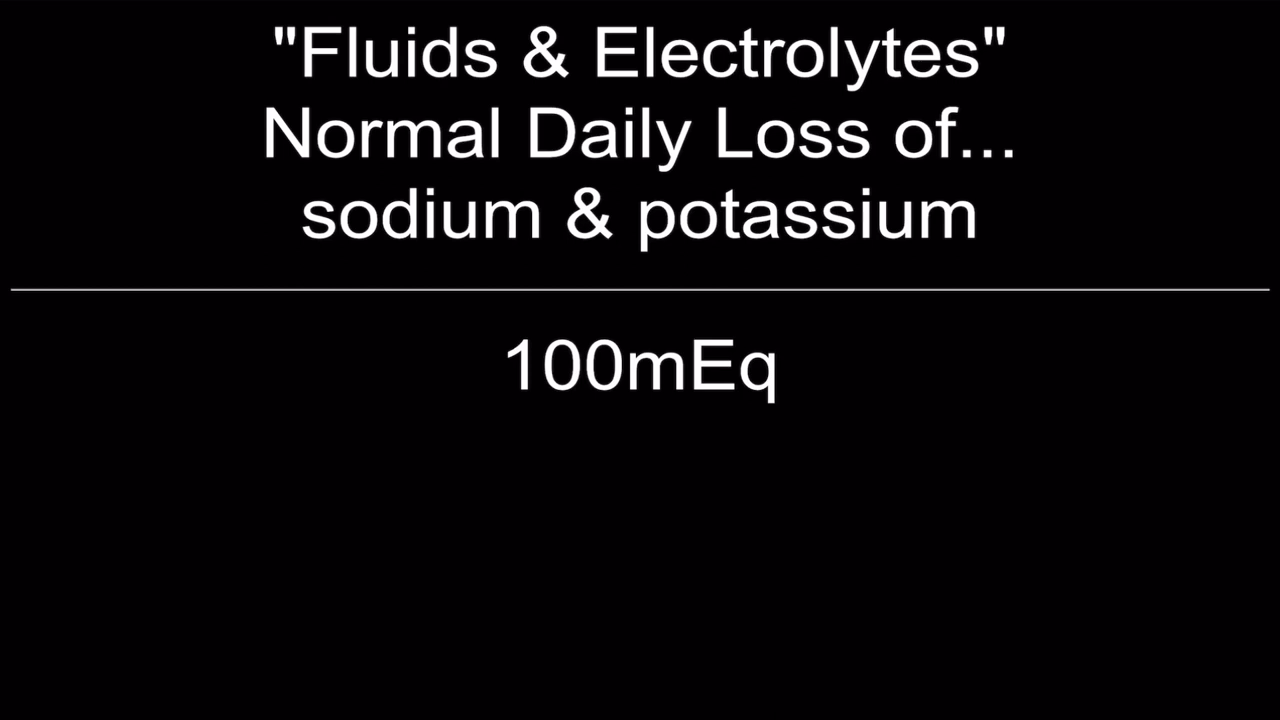 "Fluids & Electrolytes"
Normal Daily Loss of...
sodium & potassium
100mEq